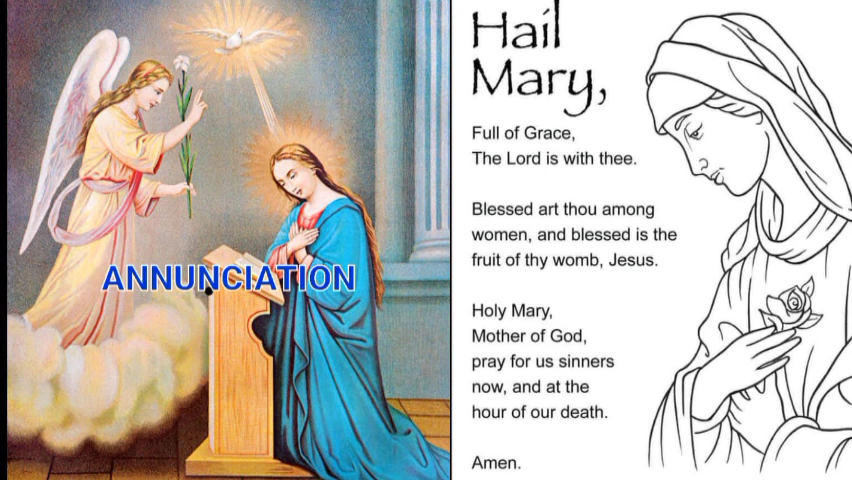 ANNUNCIATION
Hail
Mary,
Full of Grace,
The Lord is with thee.
Blessed art thou among
women, and blessed is the
fruit of thy womb, Jesus.
Holy Mary,
Mother of God,
pray for us sinners
now, and at the
hour of our death.
Amen.